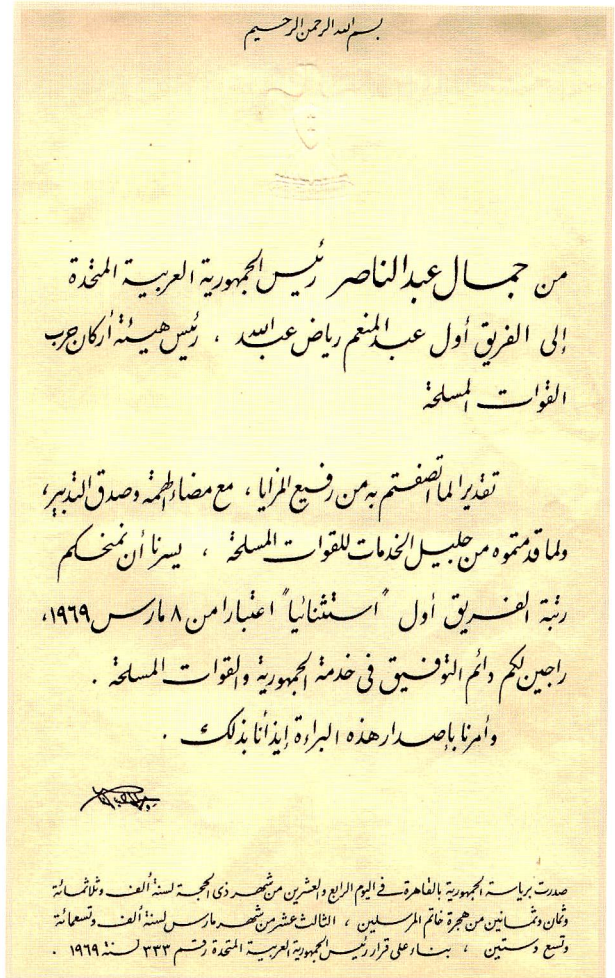 بسم الله الرحمن الرحيم
من جمال عبد الناصر رئيس الجمهورية العربية المتحدة
إلى الفريق أول عبد المنعم رياض عبد الله ، رئيس هيئة أركان حرب
القوات المسلحة
تقديرا لما اتصفتم به من رفيع المزايا ، مع مضاء الهمة وصدق التدبير ،
ولما قدمتموه من جليل الخدمات للقوات المسلحة ، يسرنا أن نمنحكم
رتبة الفريق أول "استثنائيا" اعتبارا من ٨ مارس ١٩٦٩ ،
راجين لكم دائم التوفيق فى خدمة الجمهورية والقوات المسلحة .
وأمرنا بإصدار هذه البراءة إيذانا بذلك .
صدرت برياسة الجمهورية بالقاهرة فى اليوم الرابع والعشرين من شهر ذى الحجة لسنة ألف وثلاثمائة
وثمان وثمانين من هجرة خاتم المرسلين ، الثالث عشر من شهر مارس لسنة ألف وتسعمائة
وتسع وستين ، بناء على قرار رئيس الجمهورية العربية المتحدة رقم ٣٣٣ لسنة ١٩٦٩ .